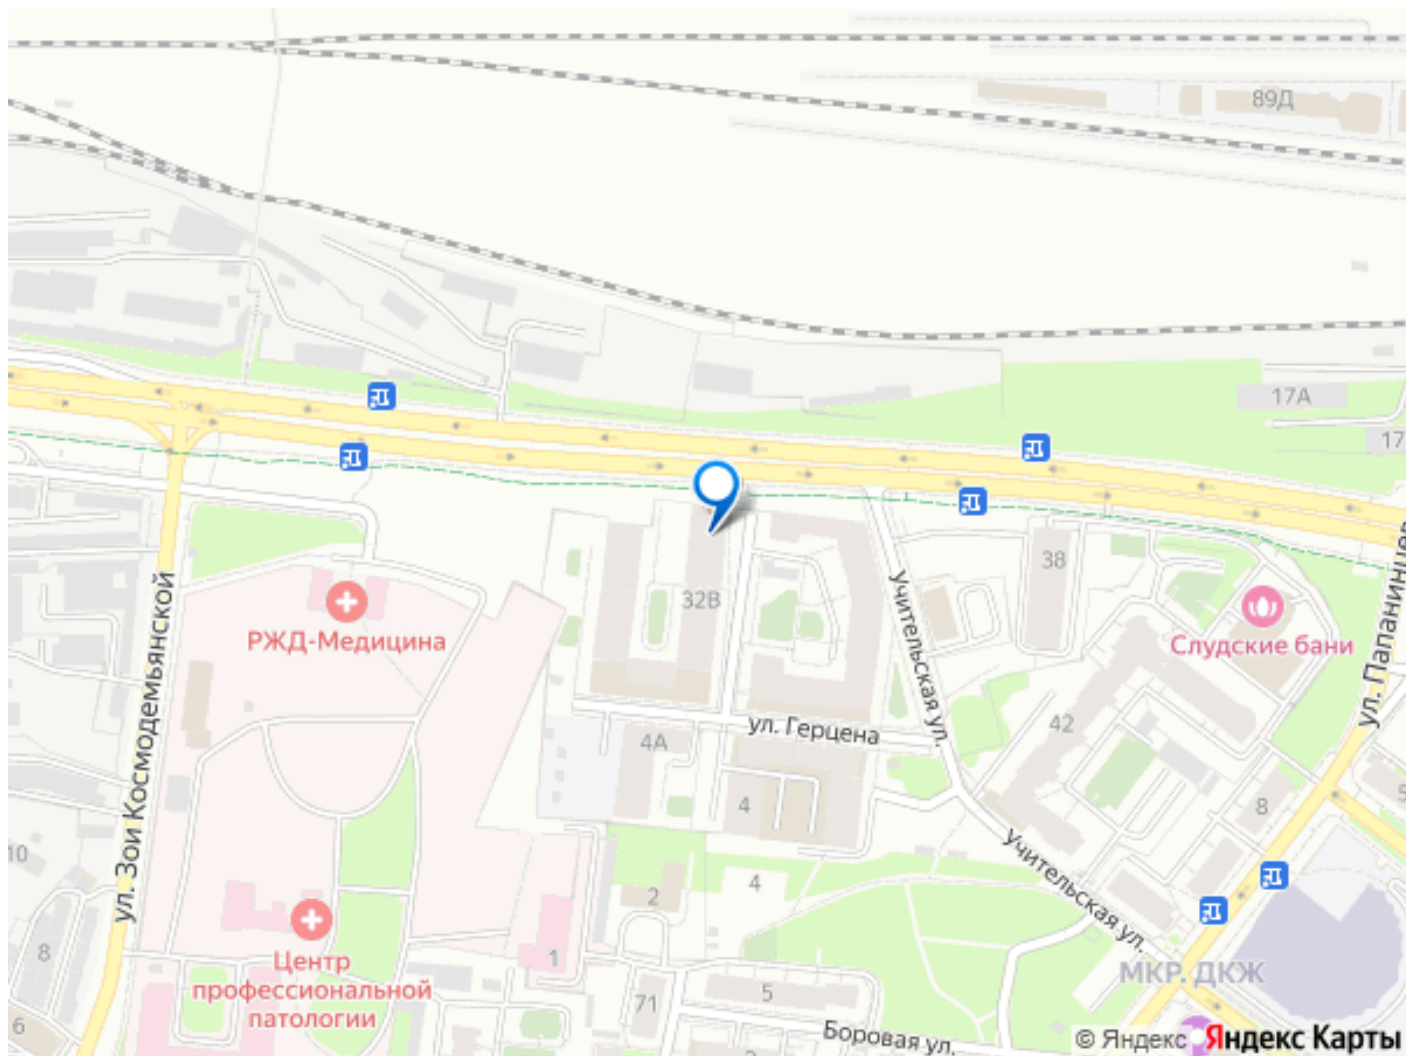 89Д
17А
17
38
32В
РЖД-Медицина
Слудские бани
ул. Зои Космодемьянской
Учительская ул.
ул. Папанинцев
ул. Герцена
42
4А
4
8
5
10
Учительская ул.
4
2
8
Центр
профессиональной
патологии
1
МКР. ДКЖ
71
5
6
Боровая ул.
© Яндекс Яндекс Карты